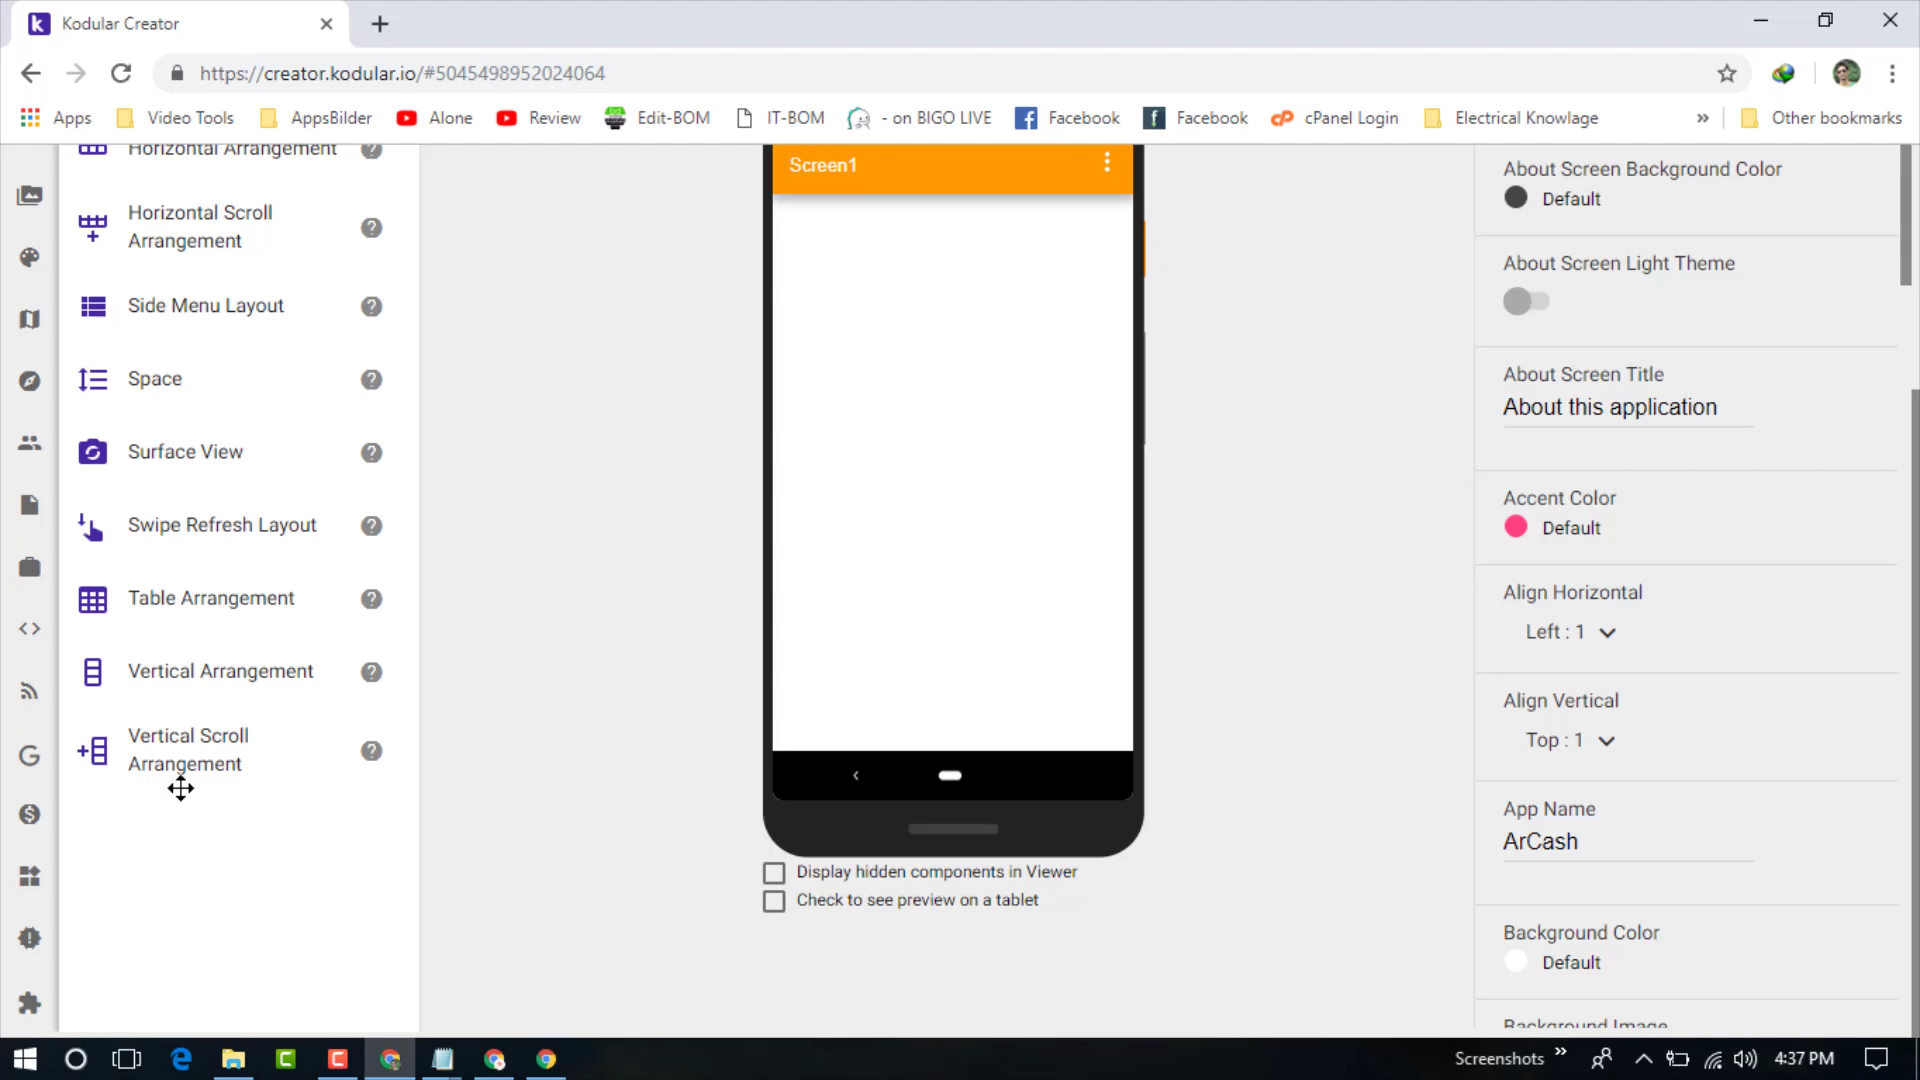 Kodular Creator
https://creator.kodular.io/#5045498952024064
Apps
Video Tools
AppsBilder
Alone
Review
Edit-BOM
IT-BOM
- on BIGO LIVE
Facebook
f
Facebook
cP
cPanel Login
Electrical Knowlage
»
Other bookmarks
Horizontal Arrangement
Horizontal Scroll
Arrangement
Side Menu Layout
Space
Surface View
Swipe Refresh Layout
Table Arrangement
Vertical Arrangement
Vertical Scroll
Arrangement
Screen1
Display hidden components in Viewer
Check to see preview on a tablet
About Screen Background Color
Default
About Screen Light Theme
About Screen Title
About this application
Accent Color
Default
Align Horizontal
Left : 1
Align Vertical
Top : 1
App Name
ArCash
Background Color
Default
Background Image
Screenshots
»
4:37 PM